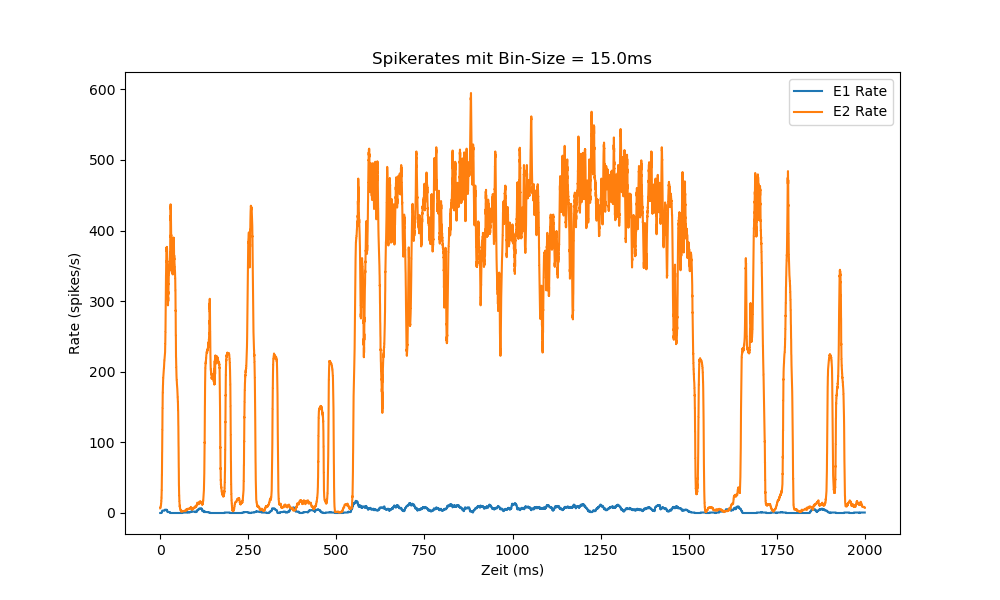 Spikerates mit Bin-Size = 15.0ms
E1 Rate
E2 Rate
600
500
400
300
200
100
0
Rate (spikes/s)
0 250 500 750 1000 1250 1500 1750 2000
Zeit (ms)